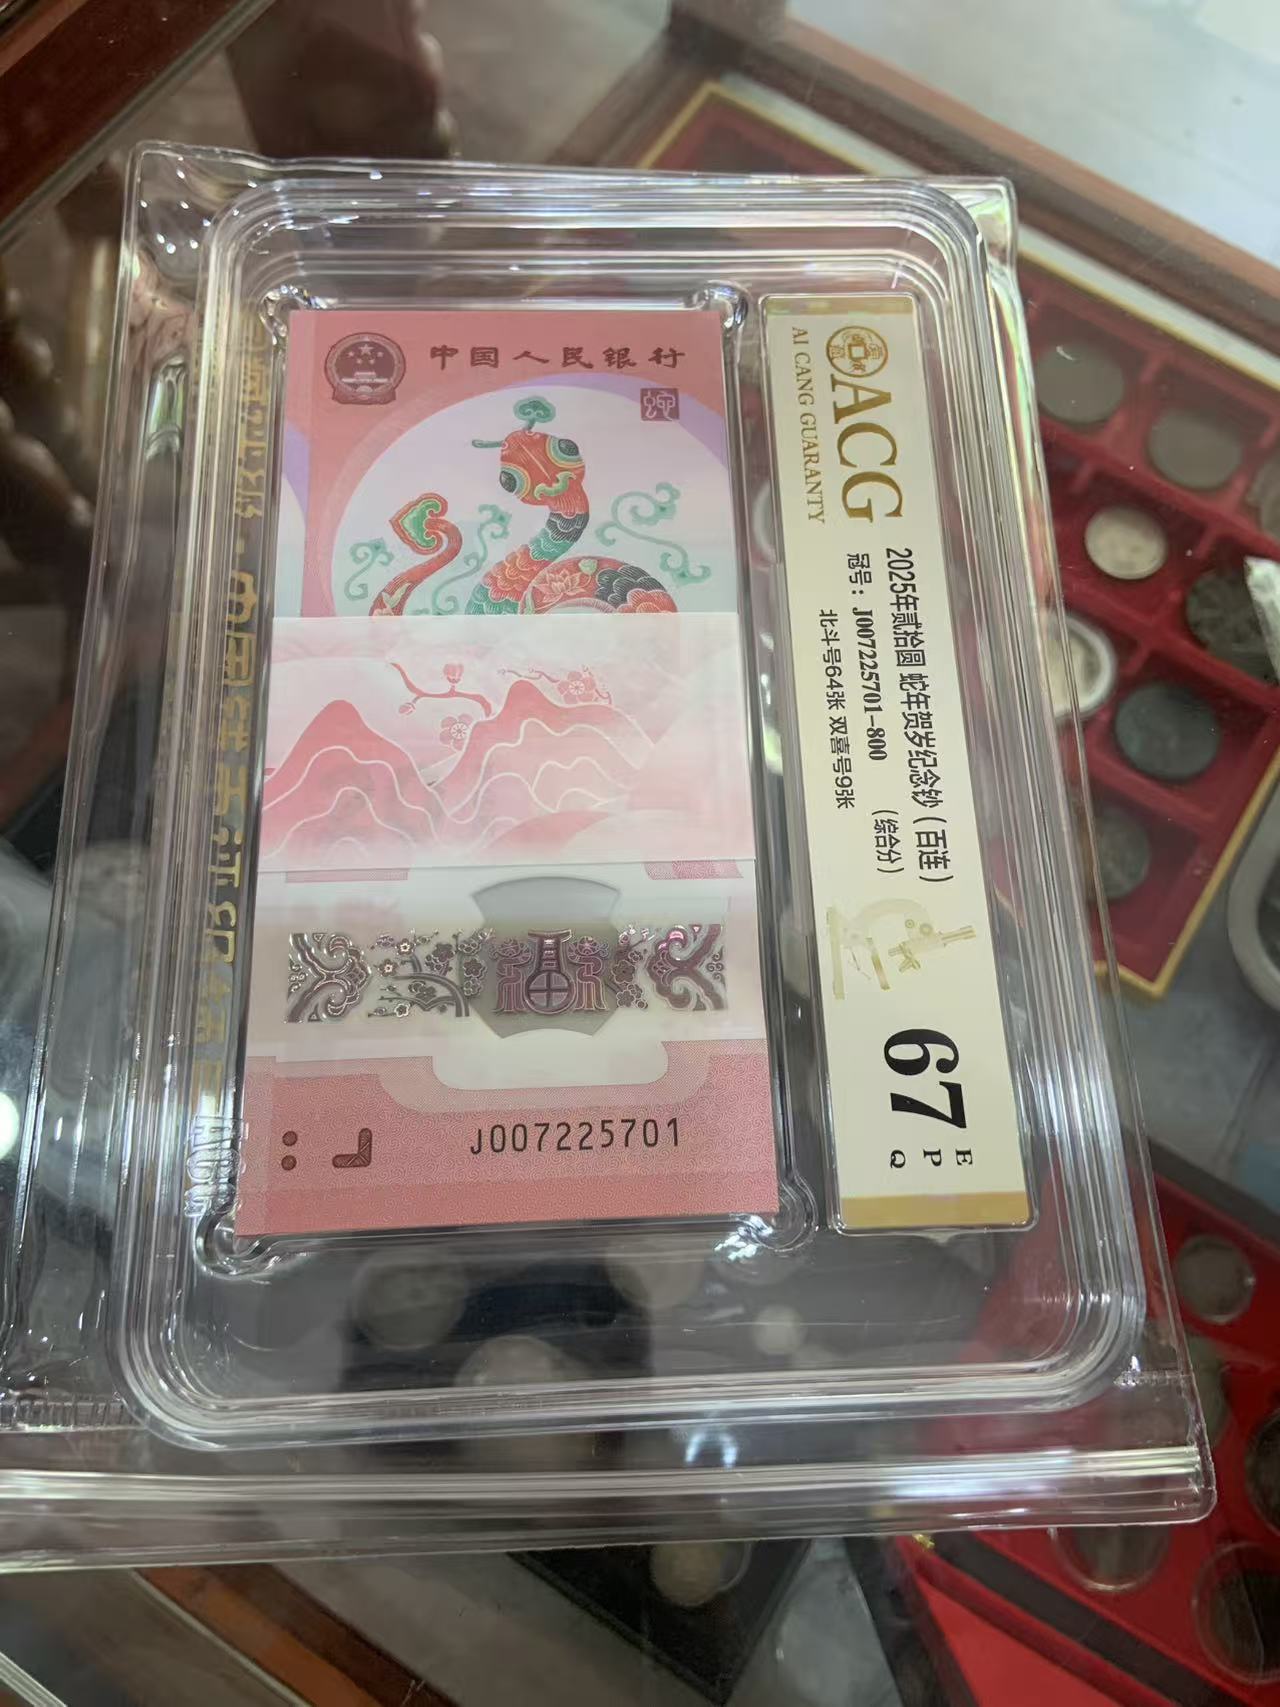 中国人民银行
蛇
J007225701
ACG
AI CANG GUARANTY
2025年贰拾圆 蛇年贺岁纪念钞（百连）
冠号：J007225701-800
（综合分）
北斗号64张 双喜号9张
67
E
P
Q